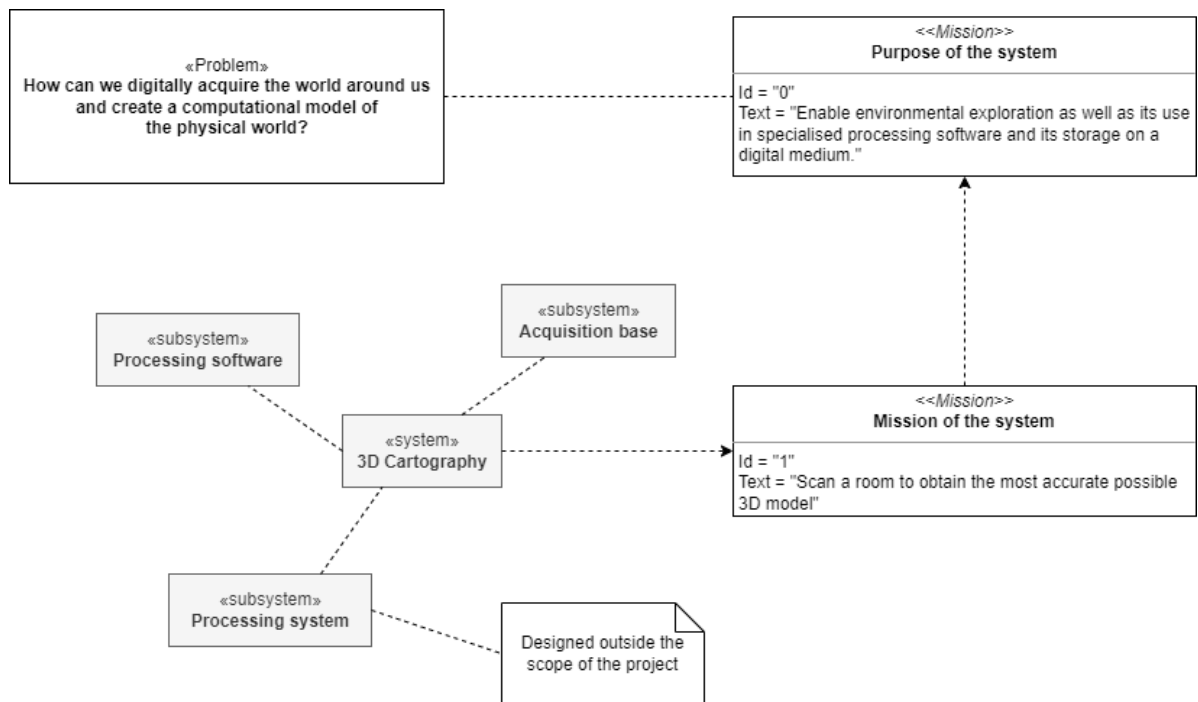 «Problem»
How can we digitally acquire the world around us
and create a computational model of
the physical world?
<<Mission>>
Purpose of the system
Id = "0"
Text = "Enable environmental exploration as well as its use
in specialised processing software and its storage on a
digital medium."
«subsystem»
Acquisition base
«subsystem»
Processing software
«system»
3D Cartography
<<Mission>>
Mission of the system
Id = "1"
Text = "Scan a room to obtain the most accurate possible
3D model"
«subsystem»
Processing system
Designed outside the
scope of the project